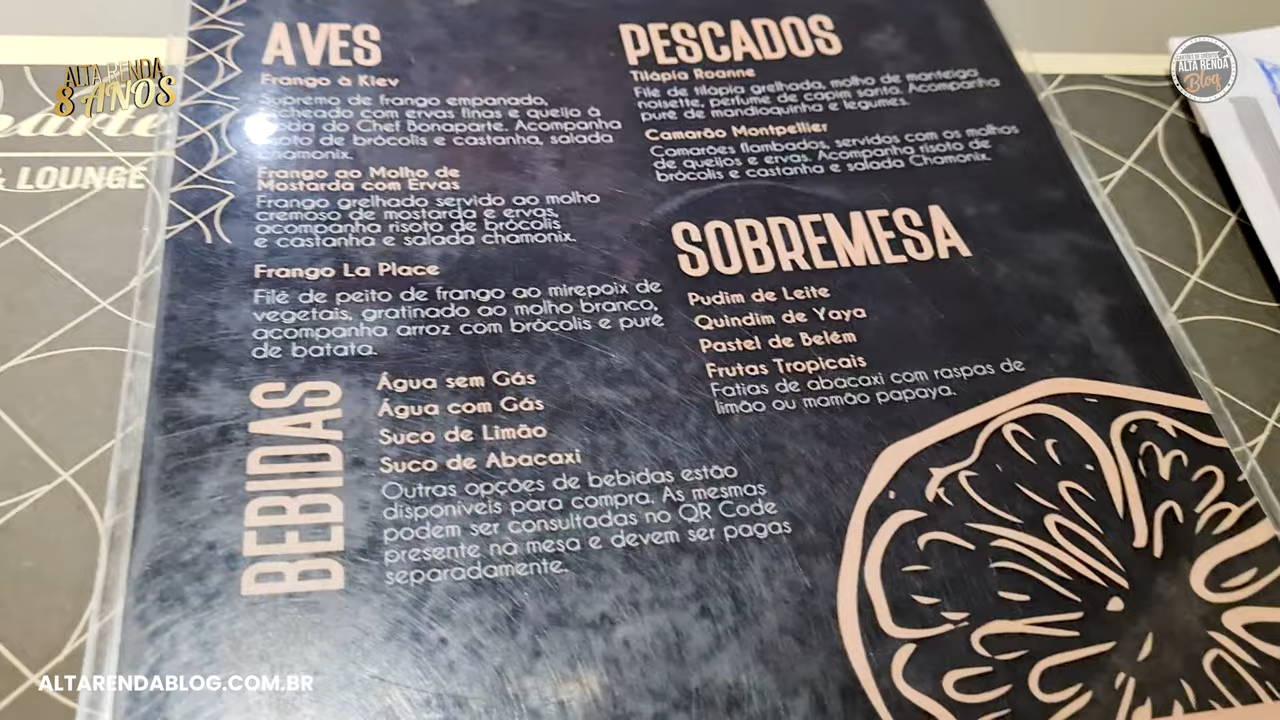 ALTA RENDA
8 ANOS
& LOUNGE
AVES
Frango à Kiev
Supremo de frango empanado,
recheado com ervas finas e queijo à
moda do Chef Bonaparte. Acompanha
risoto de brócolis e castanha, salada
chamonix.
Frango ao Molho de
Mostarda com Ervas
Frango grelhado servido ao molho
cremoso de mostarda e ervas,
acompanha risoto de brócolis
e castanha e salada chamonix.
Frango La Place
Filé de peito de frango ao mirepoix de
vegetais, gratinado ao molho branco,
acompanha arroz com brócolis e purê
de batata.
BEBIDAS
Água sem Gás
Água com Gás
Suco de Limão
Suco de Abacaxi
Outras opções de bebidas estão
disponíveis para compra. As mesmas
podem ser consultadas no QR Code
presente na mesa e devem ser pagas
separadamente.
PESCADOS
Tilápia Roanne
Filé de tilápia grelhada, molho de manteiga
noisette, perfume de capim santo. Acompanha
purê de mandioquinha e legumes.
Camarão Montpellier
Camarões flambados, servidos com os molhos
de queijos e ervas. Acompanha risoto de
brócolis e castanha e salada Chamonix.
SOBREMESA
Pudim de Leite
Quindim de Yaya
Pastel de Belém
Frutas Tropicais
Fatias de abacaxi com raspas de
limão ou mamão papaya.
ALTA RENDA
Blog
ALTARENDABLOG.COM.BR